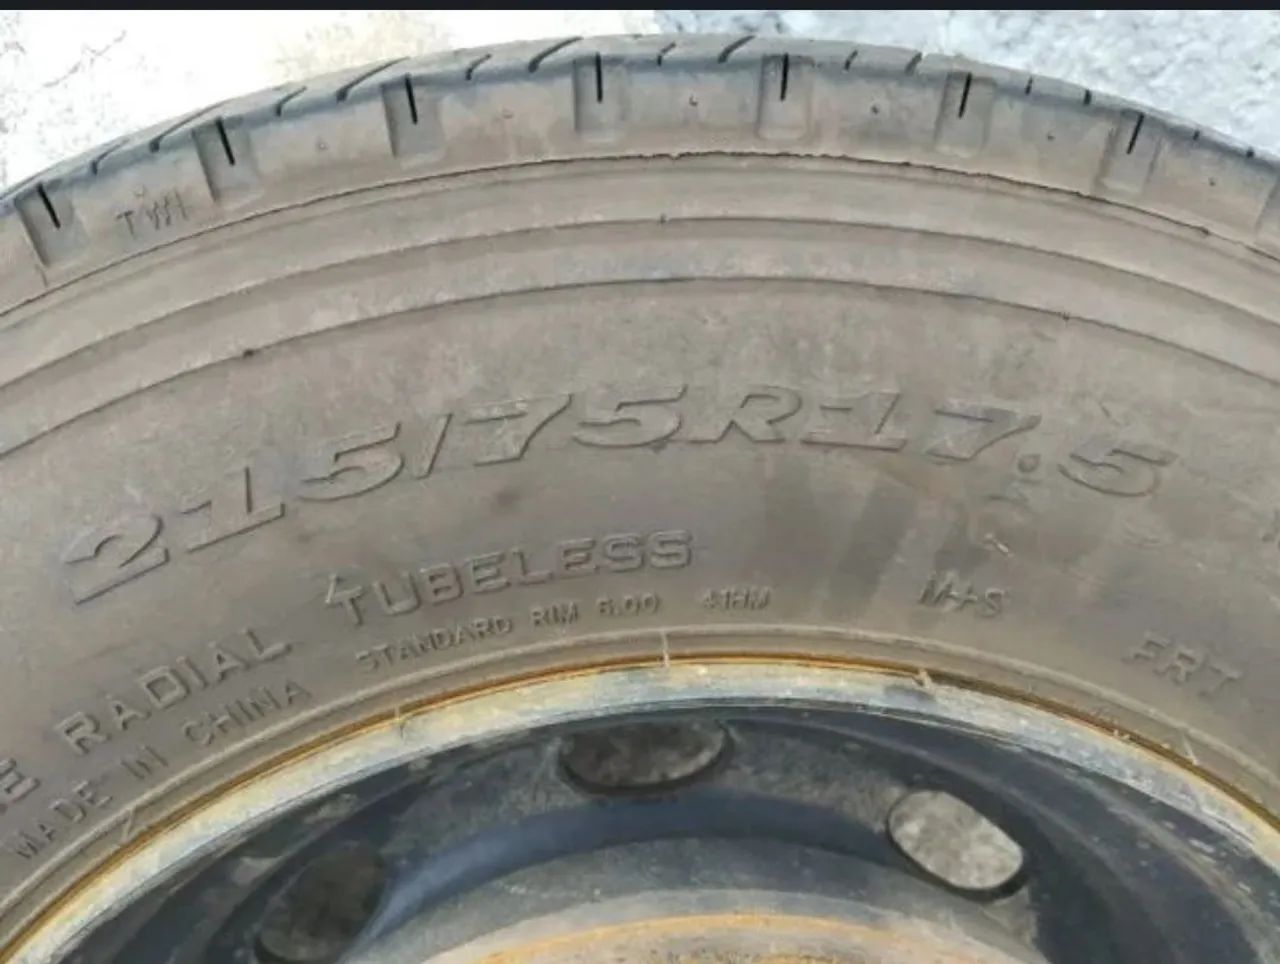 TWI
215/75R17.5
TUBELESS
STANDARD RIM 6.00
M+S
FRT
RADIAL
MADE IN CHINA